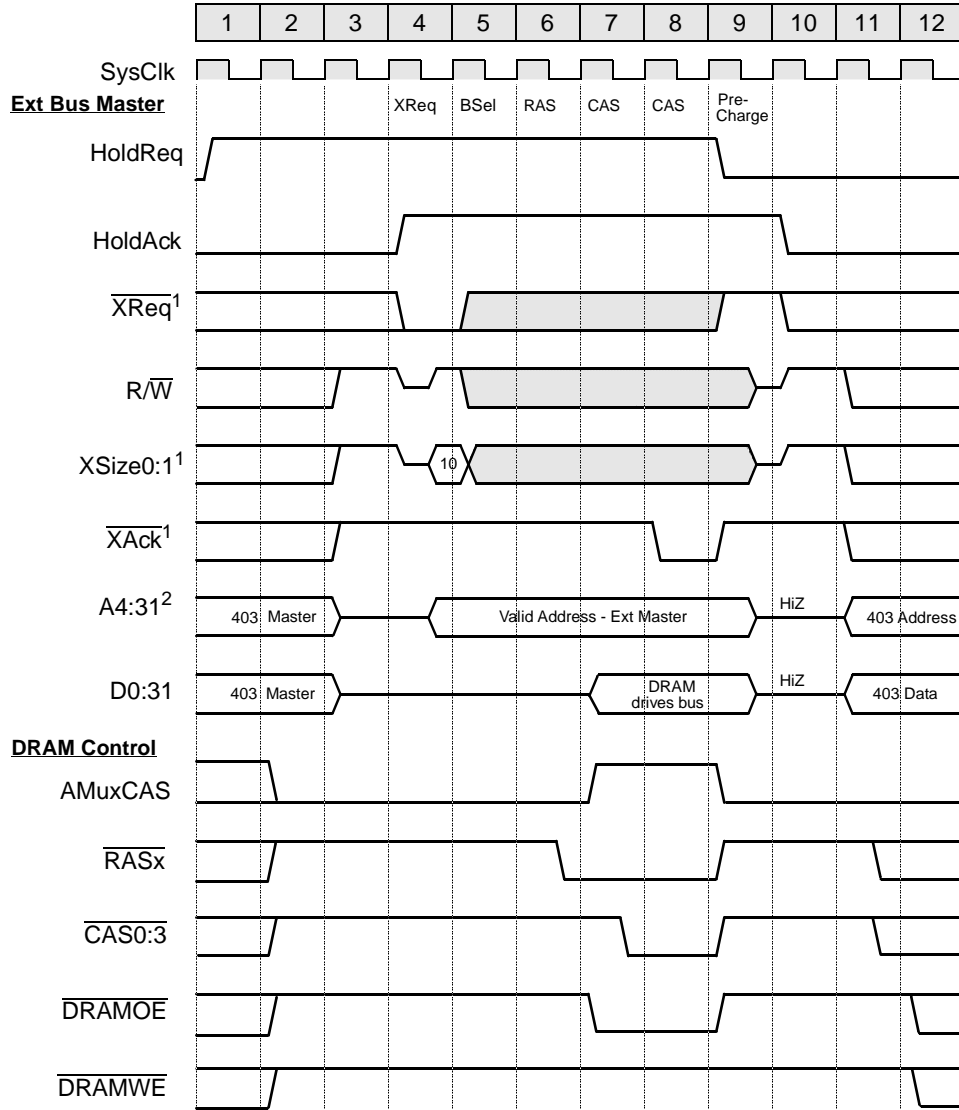 1 2 3 4 5 6 7 8 9 10 11 12
SysClk
Ext Bus Master
XReq BSel RAS CAS CAS Pre-
Charge
HoldReq
HoldAck
XReq1
R/W
XSize0:11
10
XAck1
A4:312
403 Master
Valid Address - Ext Master
HiZ
403 Address
D0:31
403 Master
DRAM
drives bus
HiZ
403 Data
DRAM Control
AMuxCAS
RASx
CAS0:3
DRAMOE
DRAMWE